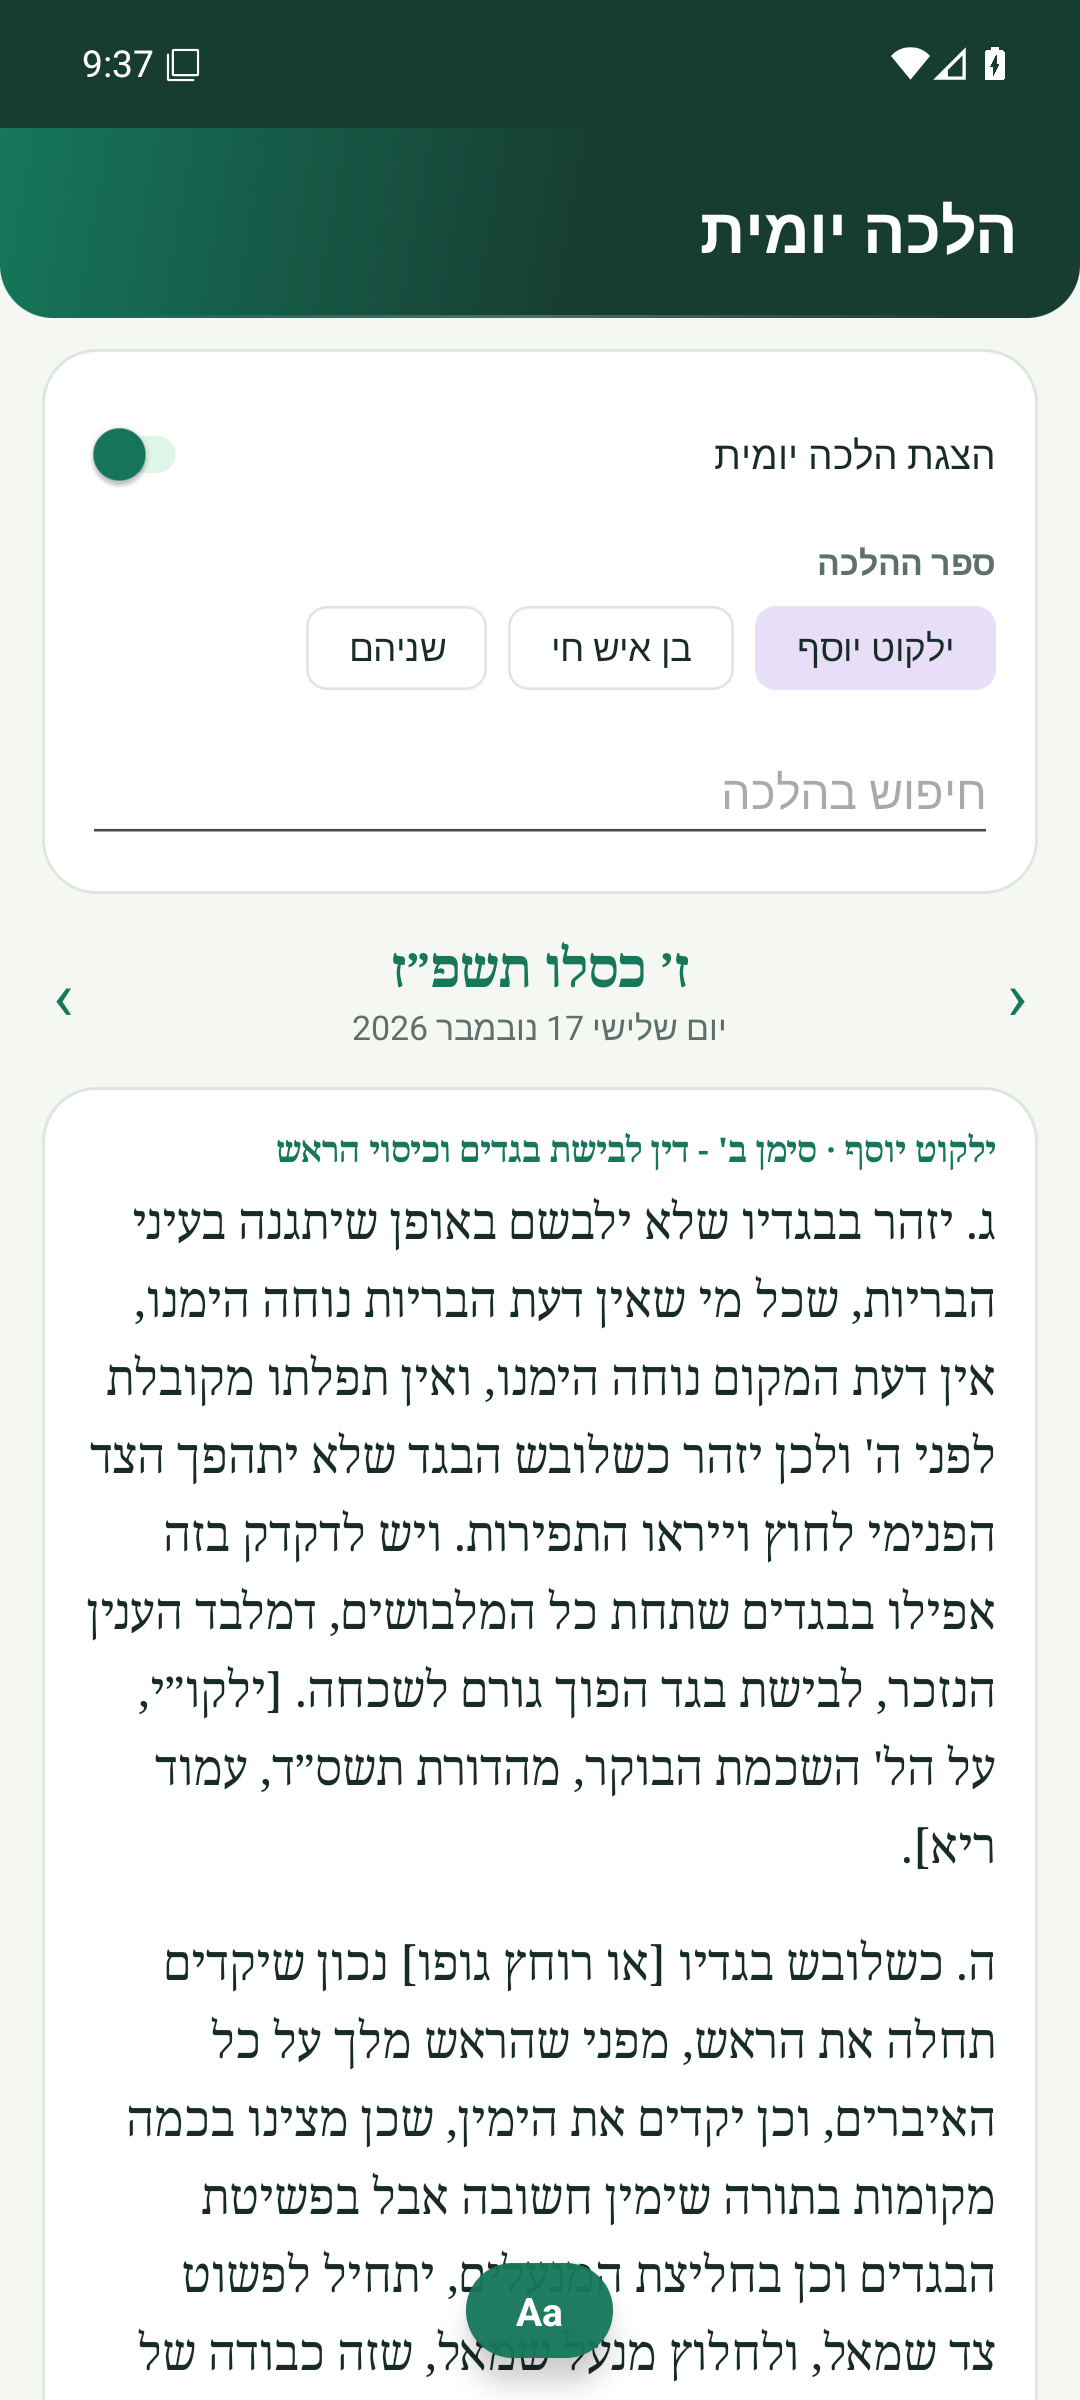 9:37
הלכה יומית
הצגת הלכה יומית
ספר ההלכה
ילקוט יוסף
בן איש חי
שניהם
חיפוש בהלכה
ז׳ כסלו תשפ״ז
יום שלישי 17 נובמבר 2026
ילקוט יוסף · סימן ב' - דין לבישת בגדים וכיסוי הראש
ג. יזהר בבגדיו שלא ילבשם באופן שיתגנה בעיני
הבריות, שכל מי שאין דעת הבריות נוחה הימנו,
אין דעת המקום נוחה הימנו, ואין תפלתו מקובלת
לפני ה' ולכן יזהר כשלובש הבגד שלא יתהפך הצד
הפנימי לחוץ וייראו התפירות. ויש לדקדק בזה
אפילו בבגדים שתחת כל המלבושים, דמלבד הענין
הנזכר, לבישת בגד הפוך גורם לשכחה. [ילקו״י,
על הל' השכמת הבוקר, מהדורת תשס״ד, עמוד
ריא].
ה. כשלובש בגדיו [או רוחץ גופו] נכון שיקדים
תחלה את הראש, מפני שהראש מלך על כל
האיברים, וכן יקדים את הימין, שכן מצינו בכמה
מקומות בתורה שימין חשובה אבל בפשיטת
הבגדים וכן בחליצת המנעלים, יתחיל לפשוט
צד שמאל, ולחלוץ מנעל שמאל, שזה כבודה של
Aa